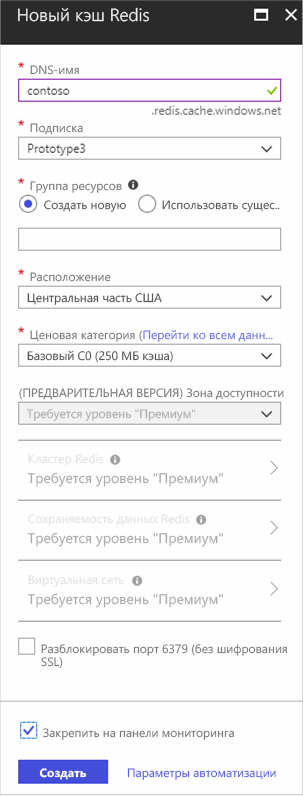 Новый кэш Redis
* DNS-имя
contoso
.redis.cache.windows.net
* Подписка
Prototype3
* Группа ресурсов
Создать новую
Использовать сущес..
* Расположение
Центральная часть США
* Ценовая категория (Перейти ко всем данн...
Базовый C0 (250 МБ кэша)
(ПРЕДВАРИТЕЛЬНАЯ ВЕРСИЯ) Зона доступности
Требуется уровень "Премиум"
Кластер Redis
Требуется уровень "Премиум"
Сохраняемость данных Redis
Требуется уровень "Премиум"
Виртуальная сеть
Требуется уровень "Премиум"
Разблокировать порт 6379 (без шифрования
SSL)
Закрепить на панели мониторинга
Создать
Параметры автоматизации